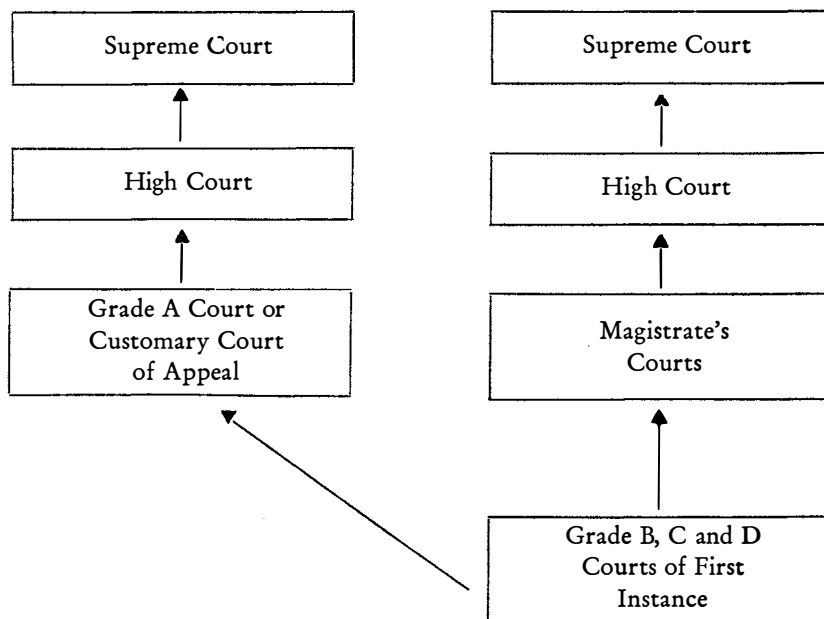 Supreme Court
High Court
Grade A Court or
Customary Court
of Appeal
Supreme Court
High Court
Magistrate's
Courts
Grade B, C and D
Courts of First
Instance